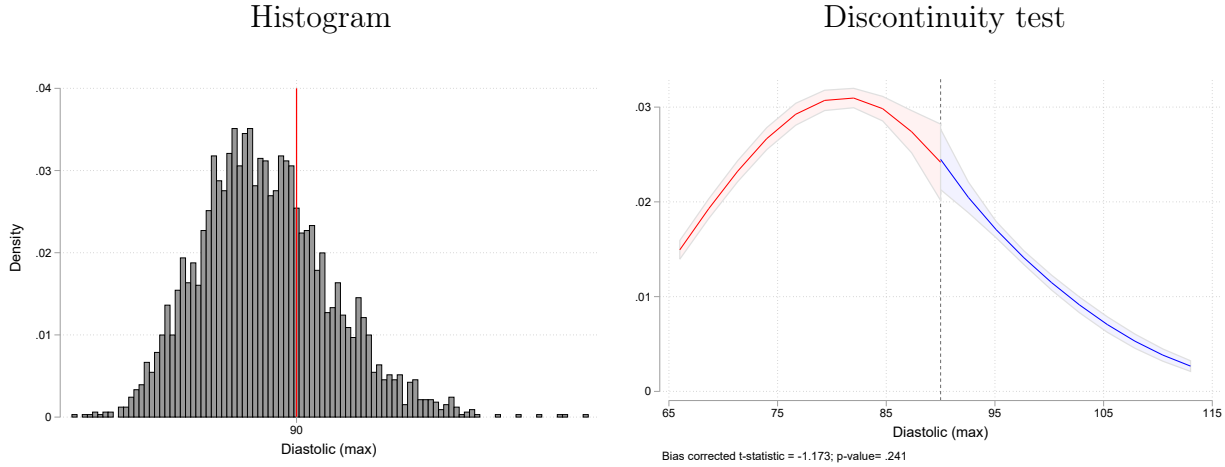 Histogram
Discontinuity test
.04
.03
.02
.01
0
Density
90
Diastolic (max)
.03
.02
.01
0
65
75
85
95
105
115
Diastolic (max)
Bias corrected t-statistic = -1.173; p-value= .241